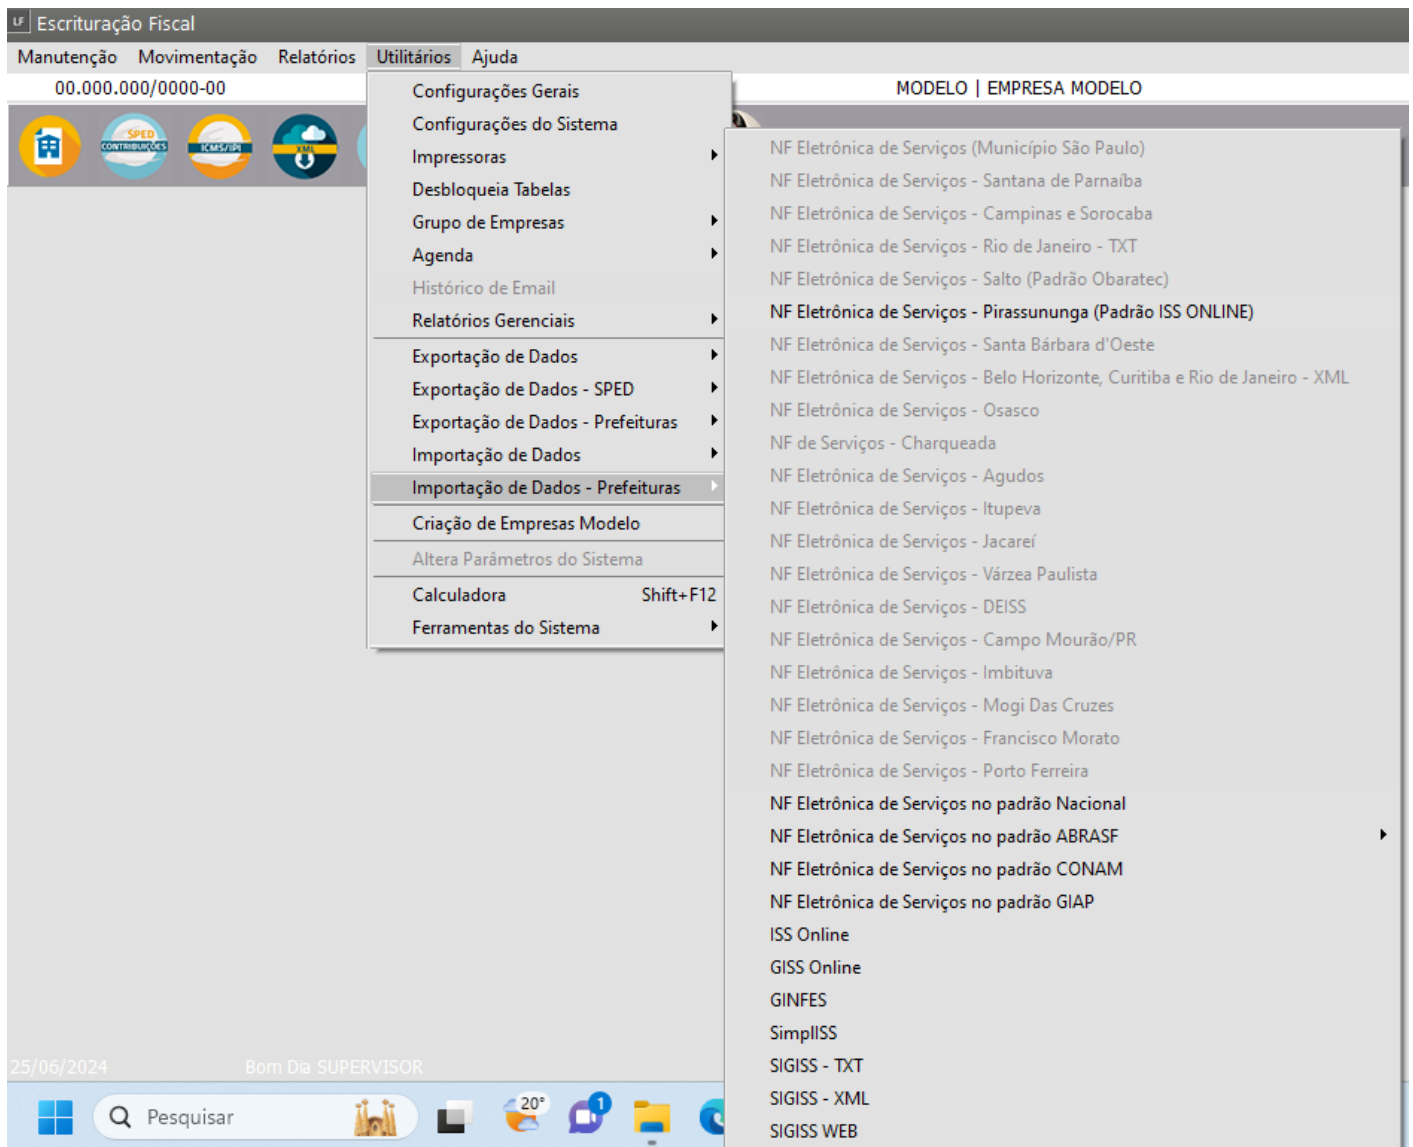 LF Escrituração Fiscal
Manutenção Movimentação Relatórios Utilitários Ajuda
00.000.000/0000-00 MODELO | EMPRESA MODELO
SPED
CONTRIBUIÇÕES
ICMS/IPI
XML
Configurações Gerais
Configurações do Sistema
Impressoras
Desbloqueia Tabelas
Grupo de Empresas
Agenda
Histórico de Email
Relatórios Gerenciais
Exportação de Dados
Exportação de Dados - SPED
Exportação de Dados - Prefeituras
Importação de Dados
Importação de Dados - Prefeituras
Criação de Empresas Modelo
Altera Parâmetros do Sistema
Calculadora Shift+F12
Ferramentas do Sistema
NF Eletrônica de Serviços (Município São Paulo)
NF Eletrônica de Serviços - Santana de Parnaíba
NF Eletrônica de Serviços - Campinas e Sorocaba
NF Eletrônica de Serviços - Rio de Janeiro - TXT
NF Eletrônica de Serviços - Salto (Padrão Obaratec)
NF Eletrônica de Serviços - Pirassununga (Padrão ISS ONLINE)
NF Eletrônica de Serviços - Santa Bárbara d'Oeste
NF Eletrônica de Serviços - Belo Horizonte, Curitiba e Rio de Janeiro - XML
NF Eletrônica de Serviços - Osasco
NF de Serviços - Charqueada
NF Eletrônica de Serviços - Agudos
NF Eletrônica de Serviços - Itupeva
NF Eletrônica de Serviços - Jacareí
NF Eletrônica de Serviços - Várzea Paulista
NF Eletrônica de Serviços - DEISS
NF Eletrônica de Serviços - Campo Mourão/PR
NF Eletrônica de Serviços - Imbituva
NF Eletrônica de Serviços - Mogi Das Cruzes
NF Eletrônica de Serviços - Francisco Morato
NF Eletrônica de Serviços - Porto Ferreira
NF Eletrônica de Serviços no padrão Nacional
NF Eletrônica de Serviços no padrão ABRASF
NF Eletrônica de Serviços no padrão CONAM
NF Eletrônica de Serviços no padrão GIAP
ISS Online
GISS Online
GINFES
SimplISS
SIGISS - TXT
SIGISS - XML
SIGISS WEB
25/06/2024 Bom Dia SUPERVISOR
Pesquisar 20° 1